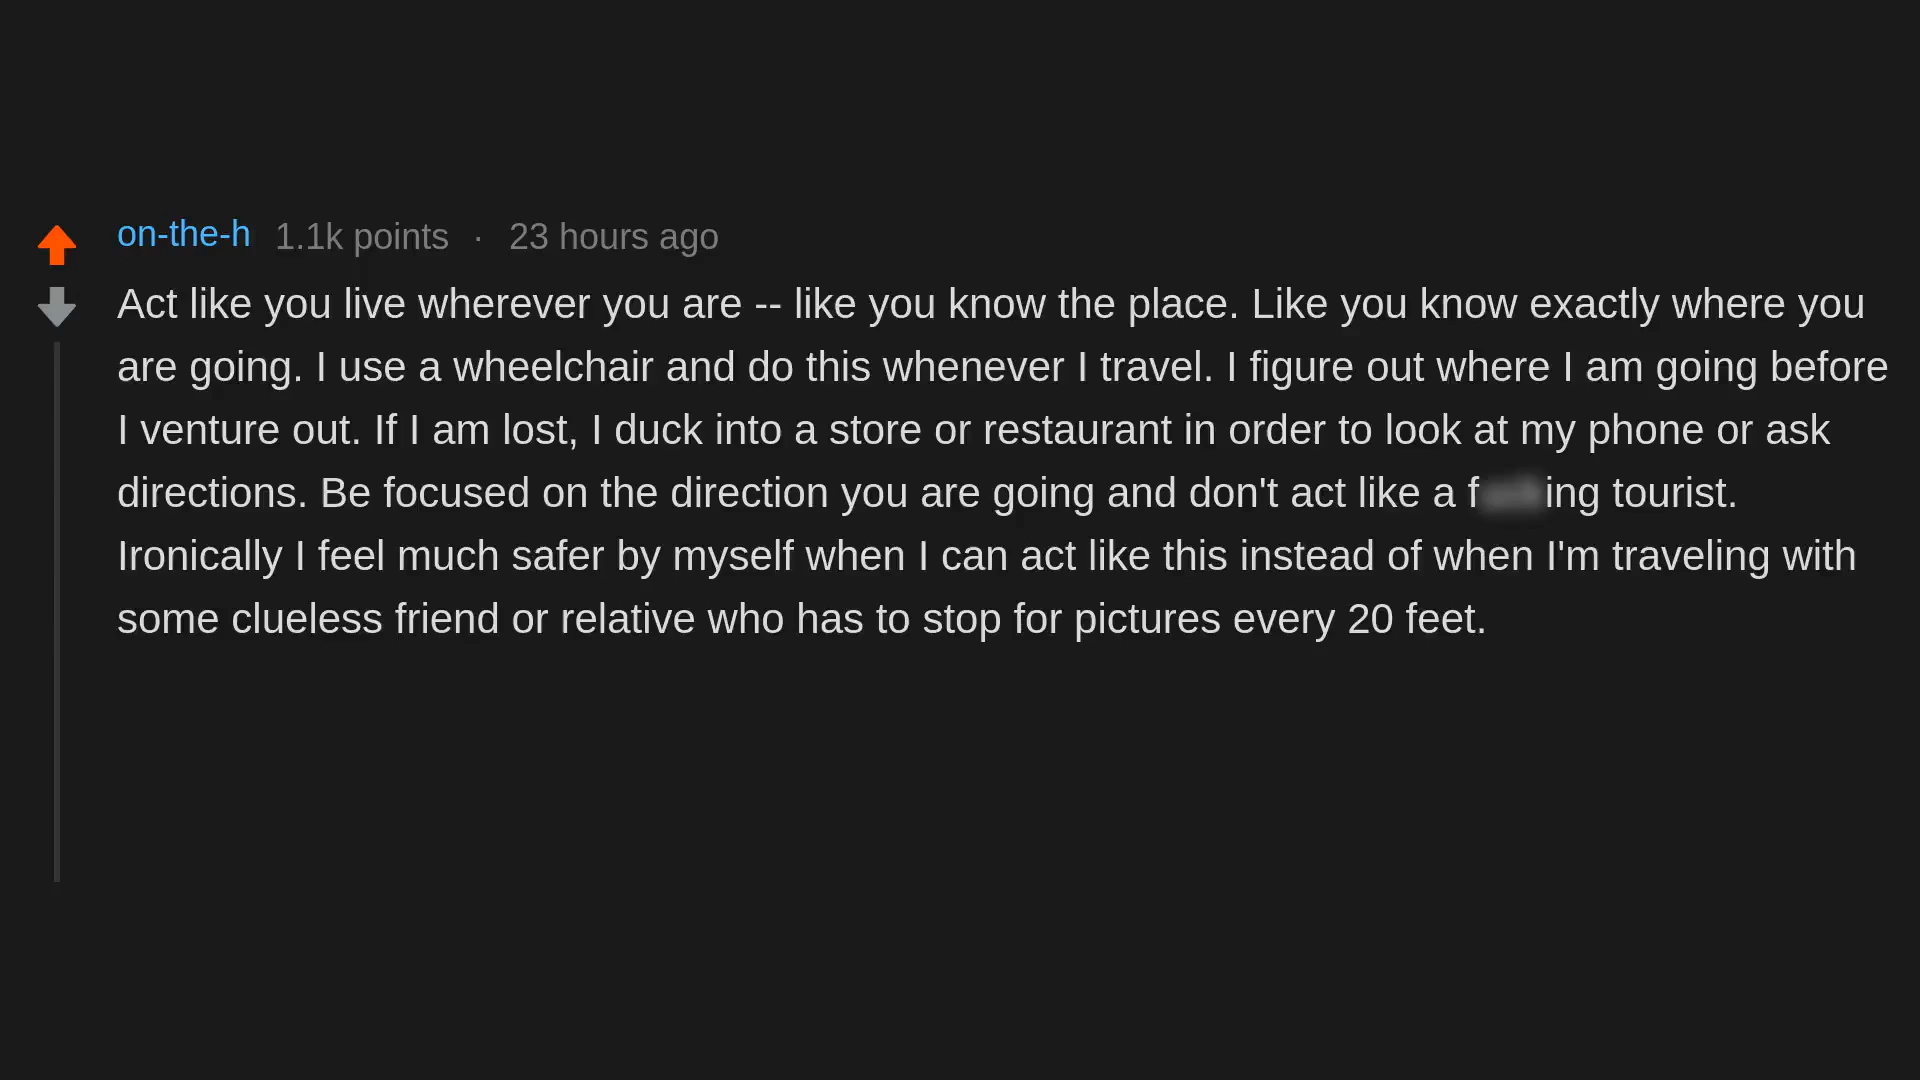 on-the-h 1.1k points · 23 hours ago
Act like you live wherever you are -- like you know the place. Like you know exactly where you
are going. I use a wheelchair and do this whenever I travel. I figure out where I am going before
I venture out. If I am lost, I duck into a store or restaurant in order to look at my phone or ask
directions. Be focused on the direction you are going and don't act like a f ing tourist.
Ironically I feel much safer by myself when I can act like this instead of when I'm traveling with
some clueless friend or relative who has to stop for pictures every 20 feet.